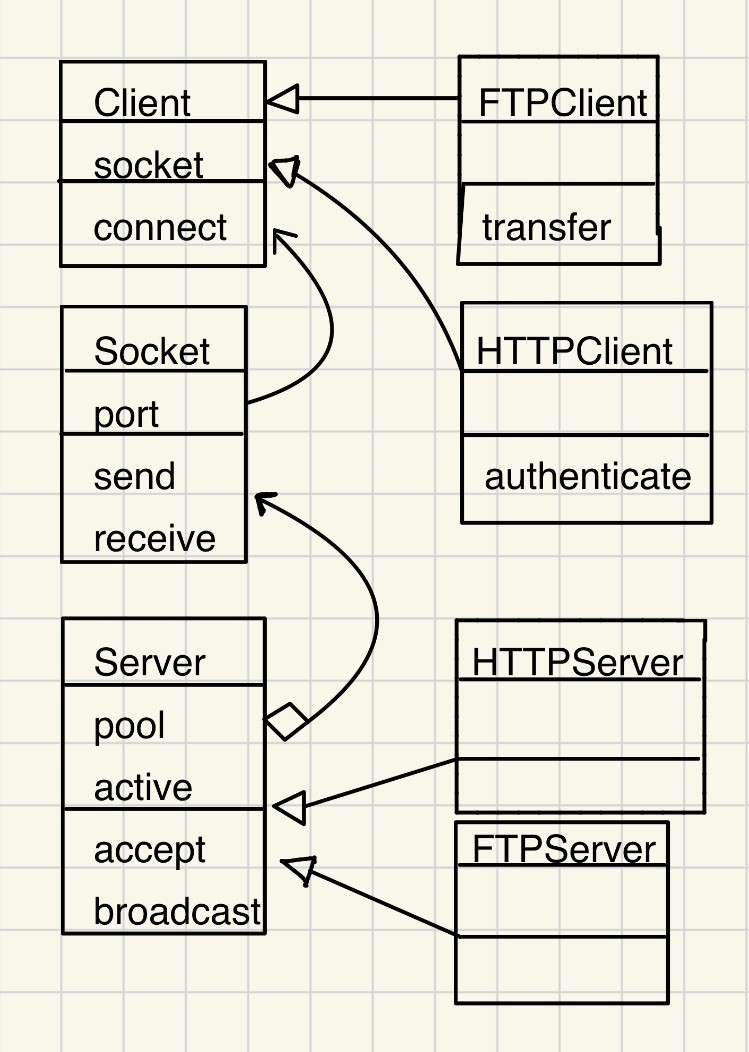 Client
socket
connect
FTPClient
transfer
Socket
port
send
receive
HTTPClient
authenticate
Server
pool
active
accept
broadcast
HTTPServer
FTPServer